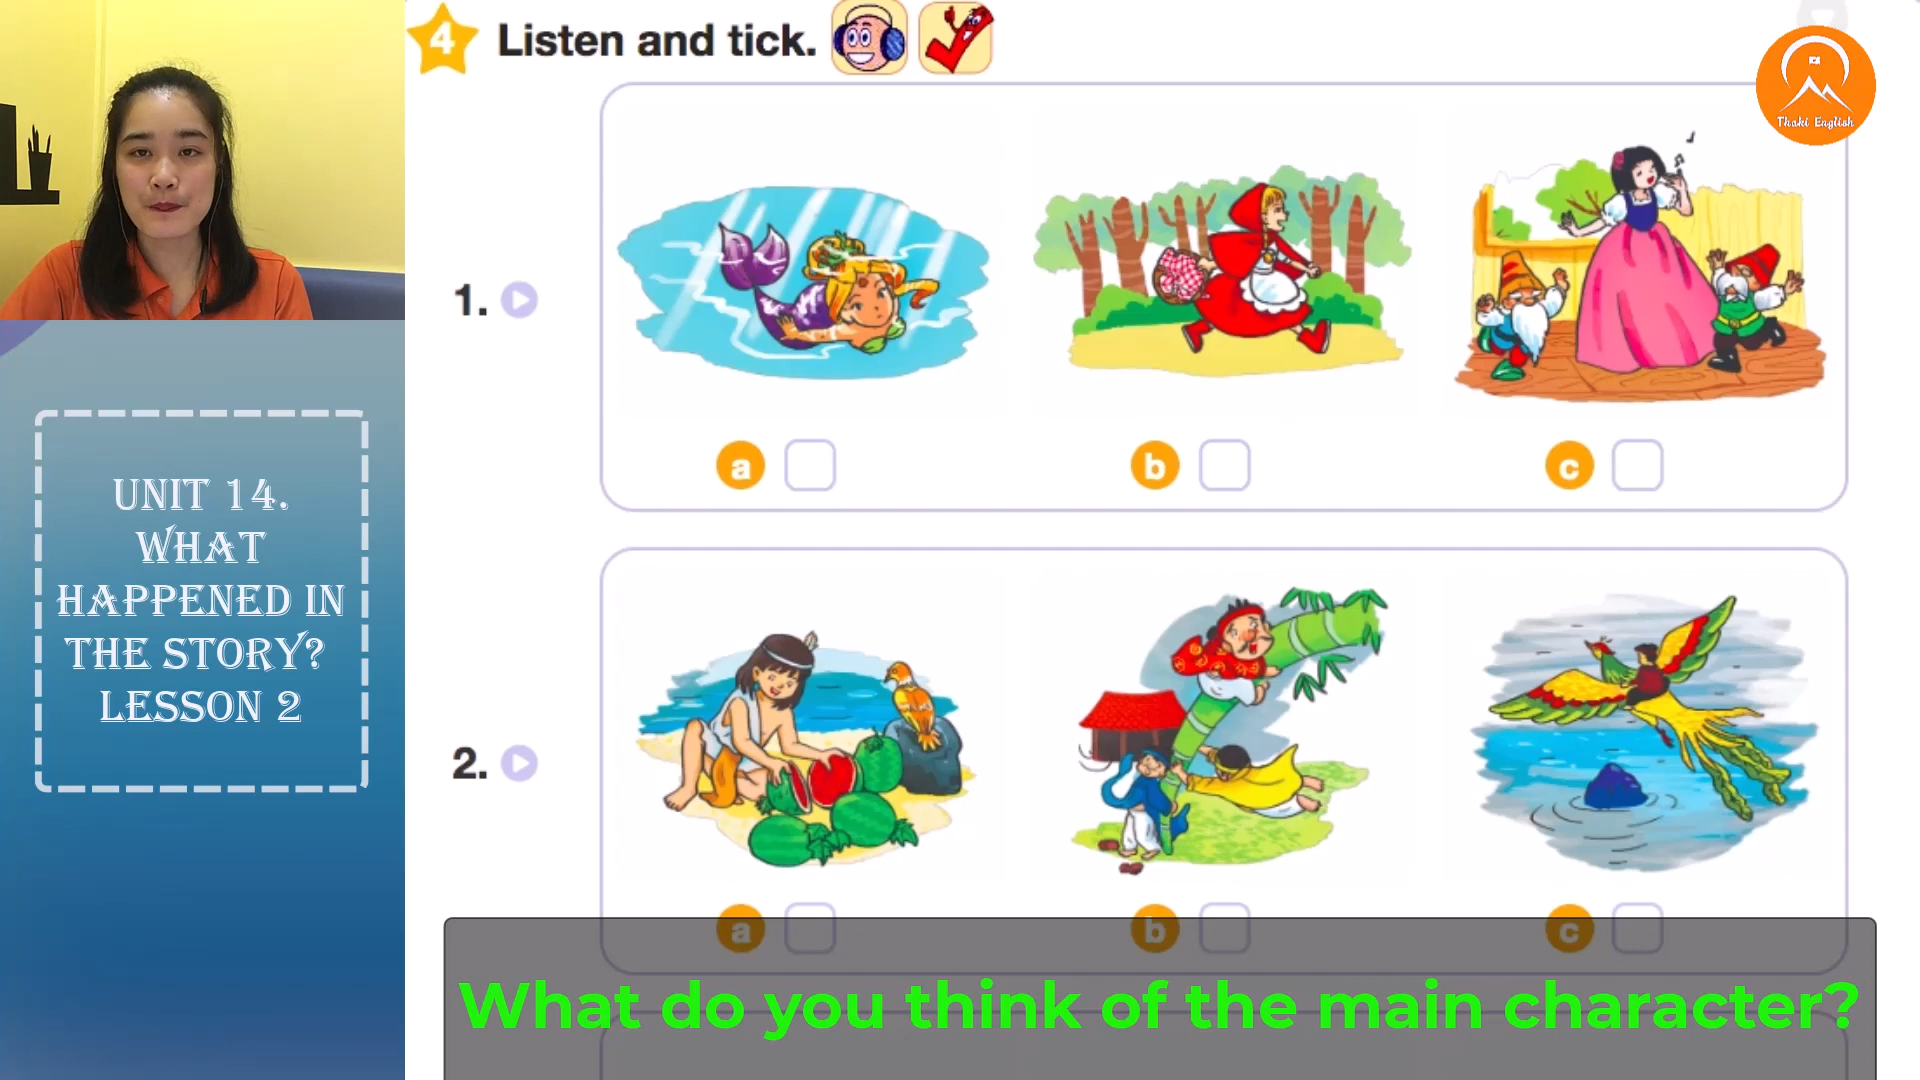 4 Listen and tick.
Thaki English
1.
a b c
UNIT 14.
WHAT
HAPPENED IN
THE STORY?
LESSON 2
2.
a b c
What do you think of the main character?